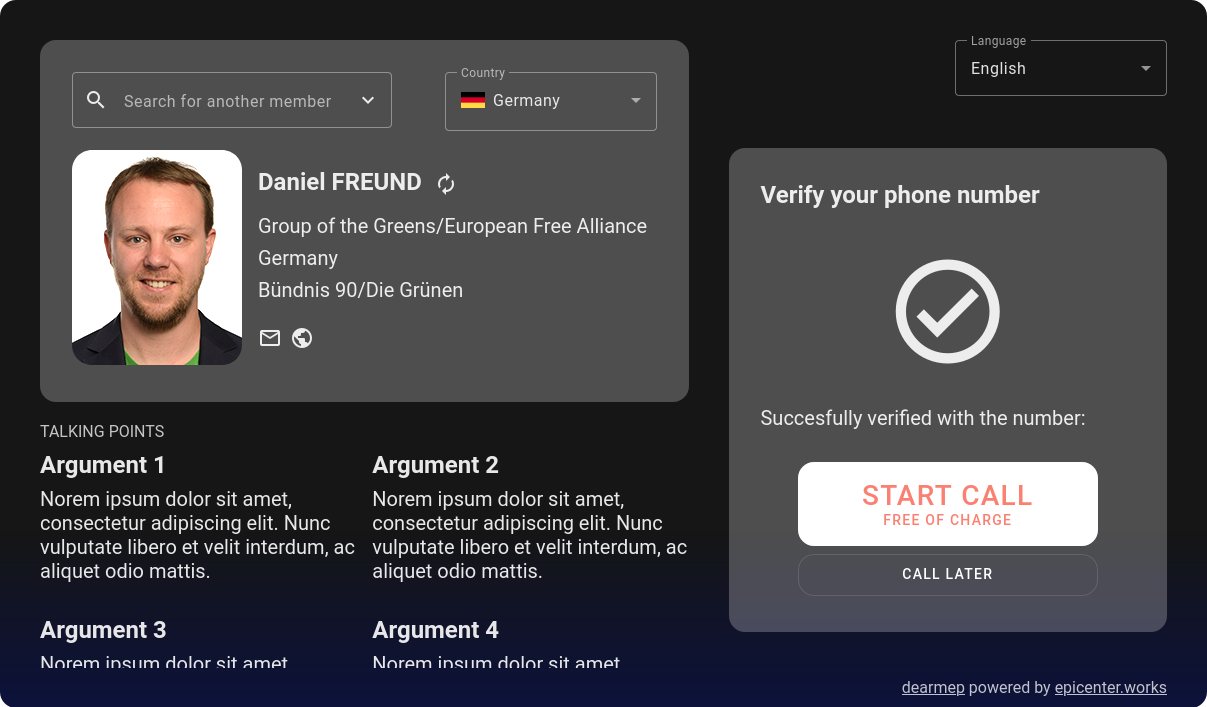 Language
English
Search for another member
Country
Germany
Daniel FREUND
Group of the Greens/European Free Alliance
Germany
Bündnis 90/Die Grünen
TALKING POINTS
Argument 1
Norem ipsum dolor sit amet,
consectetur adipiscing elit. Nunc
vulputate libero et velit interdum, ac
aliquet odio mattis.
Argument 2
Norem ipsum dolor sit amet,
consectetur adipiscing elit. Nunc
vulputate libero et velit interdum, ac
aliquet odio mattis.
Argument 3
Norem ipsum dolor sit amet
Argument 4
Norem ipsum dolor sit amet
Verify your phone number
Succesfully verified with the number:
START CALL
FREE OF CHARGE
CALL LATER
dearmep powered by epicenter.works